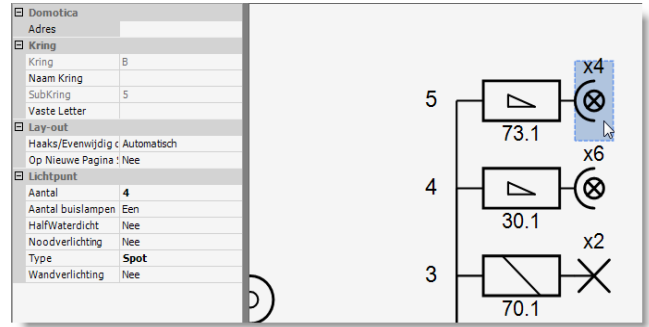 Domotica
Adres
Kring
Kring B
Naam Kring
SubKring 5
Vaste Letter
Lay-out
Haaks/Evenwijdig c Automatisch
Op Nieuwe Pagina Nee
Lichtpunt
Aantal 4
Aantal buislampen Een
HalfWaterdicht Nee
Noodverlichting Nee
Type Spot
Wandverlichting Nee
x4
5
73.1
x6
4
30.1
x2
3
70.1